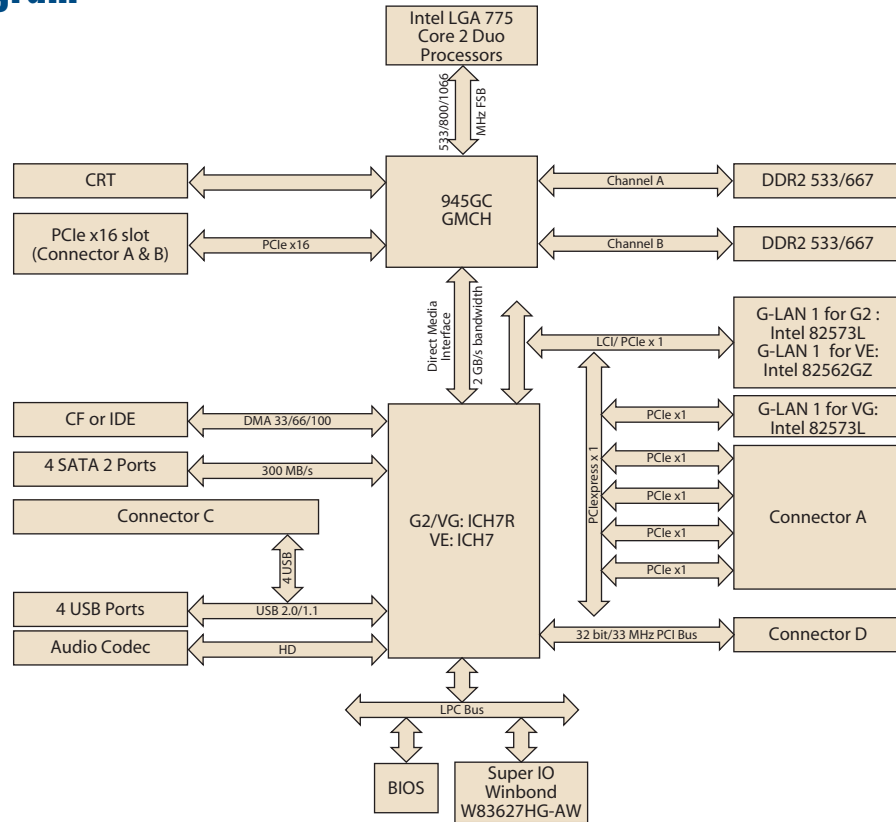 Intel LGA 775
Core 2 Duo
Processors
533/800/1066
MHz FSB
CRT
945GC
GMCH
Channel A
DDR2 533/667
PCIe x16 slot
(Connector A & B)
PCIe x16
Channel B
DDR2 533/667
Direct Media
Interface
2 GB/s bandwidth
LCI/ PCIe x 1
G-LAN 1 for G2 :
Intel 82573L
G-LAN 1 for VE:
Intel 82562GZ
CF or IDE
DMA 33/66/100
PCIe x1
G-LAN 1 for VG:
Intel 82573L
4 SATA 2 Ports
300 MB/s
PCIexpress x 1
PCIe x1
PCIe x1
PCIe x1
PCIe x1
Connector A
Connector C
G2/VG: ICH7R
VE: ICH7
4 USB
4 USB Ports
USB 2.0/1.1
Audio Codec
HD
32 bit/33 MHz PCI Bus
Connector D
LPC Bus
BIOS
Super IO
Winbond
W83627HG-AW